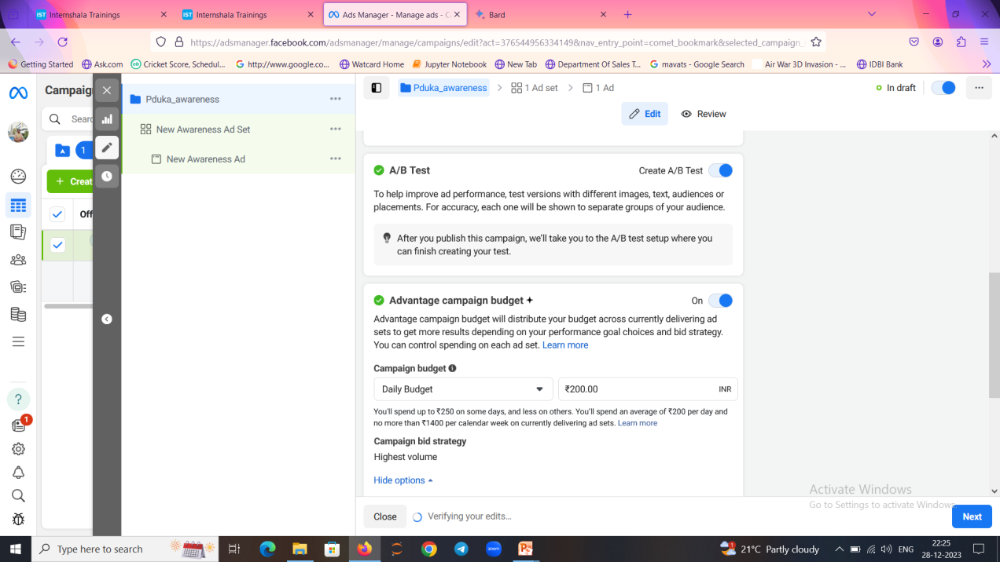 IST Internshala Trainings
IST Internshala Trainings
Ads Manager - Manage ads - C
Bard
https://adsmanager.facebook.com/adsmanager/manage/campaigns/edit?act=376544956334149&nav_entry_point=comet_bookmark&selected_campaign_
Getting Started
Ask.com
Cricket Score, Schedul...
http://www.google.co...
Watcard Home
Jupyter Notebook
New Tab
Department Of Sales T...
mavats - Google Search
Air War 3D Invasion - ...
IDBI Bank
Campaig
Searc
1
+ Creat
Off
Pduka_awareness
New Awareness Ad Set
New Awareness Ad
Pduka_awareness > 1 Ad set > 1 Ad
In draft
Edit
Review
A/B Test
Create A/B Test
To help improve ad performance, test versions with different images, text, audiences or
placements. For accuracy, each one will be shown to separate groups of your audience.
After you publish this campaign, we'll take you to the A/B test setup where you
can finish creating your test.
Advantage campaign budget
On
Advantage campaign budget will distribute your budget across currently delivering ad
sets to get more results depending on your performance goal choices and bid strategy.
You can control spending on each ad set. Learn more
Campaign budget
Daily Budget
₹200.00
INR
You'll spend up to ₹250 on some days, and less on others. You'll spend an average of ₹200 per day and
no more than ₹1400 per calendar week on currently delivering ad sets. Learn more
Campaign bid strategy
Highest volume
Hide options
Close
Verifying your edits...
Next
Activate Windows
Go to Settings to activate Windows
?
1
Type here to search
zoom
1
21°C Partly cloudy
ENG
22:25
28-12-2023